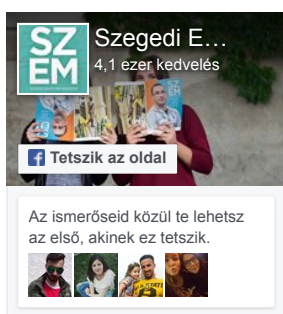 SZ
EM
Szegedi E…
4,1 ezer kedvelés
Tetszik az oldal
Az ismerőseid közül te lehetsz
az első, akinek ez tetszik.